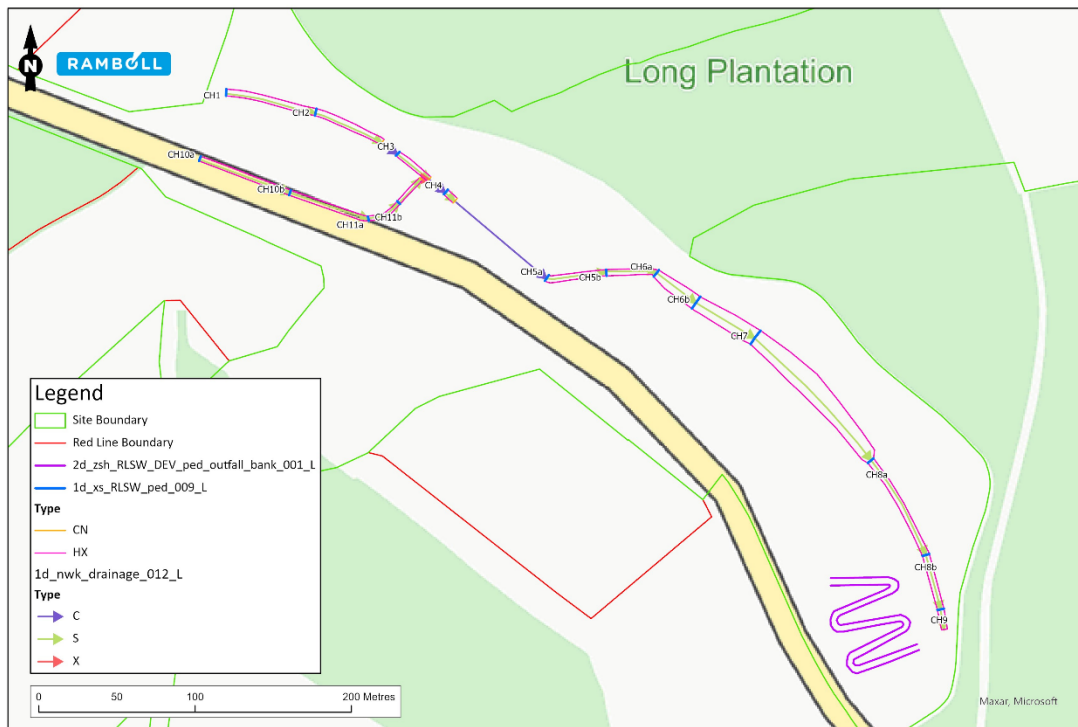 N
RAMBOLL
Long Plantation
CH1
CH2
CH3
CH10a
CH4
CH10b
CH11b
CH11a
CH5a
CH5b
CH6a
CH6b
CH7
CH8a
CH8b
CH9
Legend
Site Boundary
Red Line Boundary
2d_zsh_RLSW_DEV_ped_outfall_bank_001_L
1d_xs_RLSW_ped_009_L
Type
CN
HX
1d_nwk_drainage_012_L
Type
C
S
X
0 50 100 200 Metres
Maxar, Microsoft